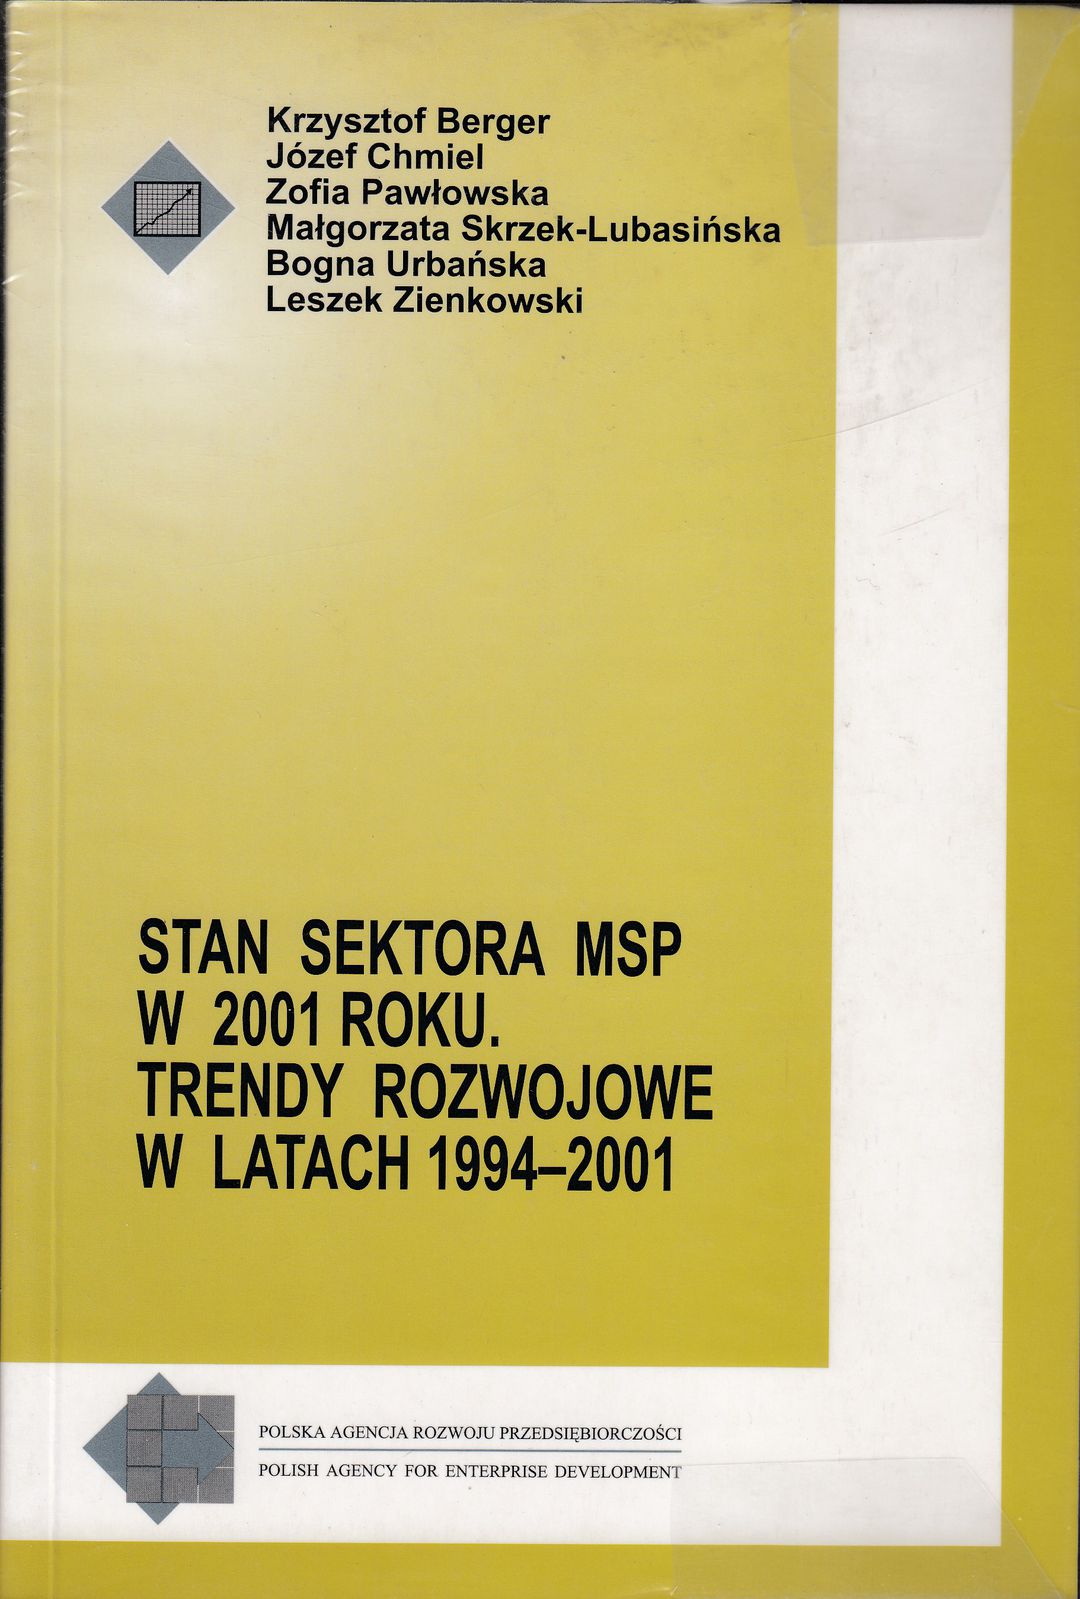 Krzysztof Berger
Józef Chmiel
Zofia Pawłowska
Małgorzata Skrzek-Lubasińska
Bogna Urbańska
Leszek Zienkowski
STAN SEKTORA MSP
W 2001 ROKU.
TRENDY ROZWOJOWE
W LATACH 1994–2001
POLSKA AGENCJA ROZWOJU PRZEDSIĘBIORCZOŚCI
POLISH AGENCY FOR ENTERPRISE DEVELOPMENT